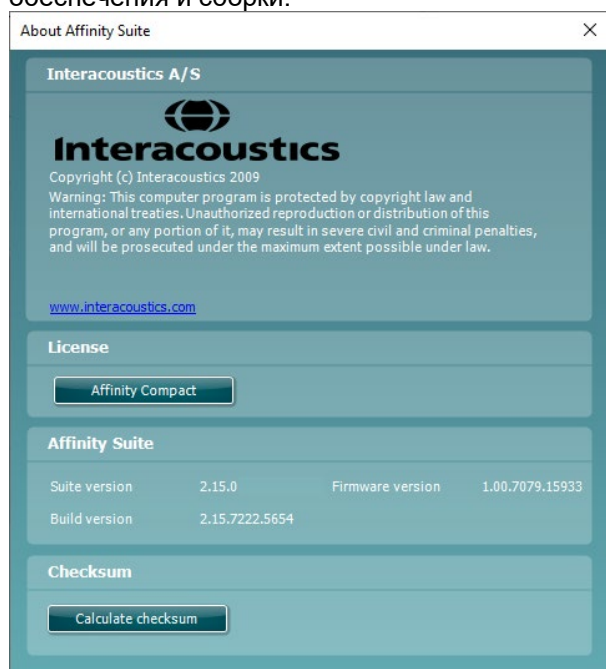 обеспечения и сборки.
About Affinity Suite
Interacoustics A/S
Interacoustics
Copyright (c) Interacoustics 2009
Warning: This computer program is protected by copyright law and
international treaties. Unauthorized reproduction or distribution of this
program, or any portion of it, may result in severe civil and criminal penalties,
and will be prosecuted under the maximum extent possible under law.
www.interacoustics.com
License
Affinity Compact
Affinity Suite
Suite version 2.15.0 Firmware version 1.00.7079.15933
Build version 2.15.7222.5654
Checksum
Calculate checksum